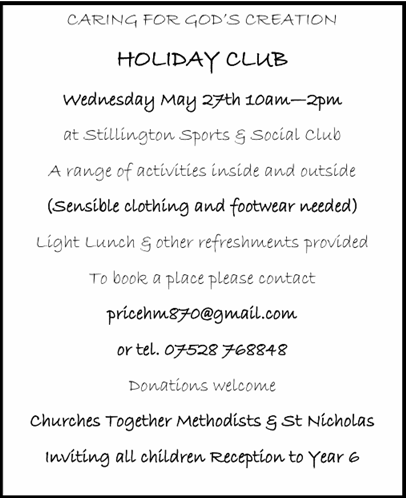 CARING FOR GOD'S CREATION
HOLIDAY CLUB
Wednesday May 27th 10am—2pm
at Stillington Sports & Social Club
A range of activities inside and outside
(Sensible clothing and footwear needed)
Light Lunch & other refreshments provided
To book a place please contact
pricehm870@gmail.com
or tel. 07528 768848
Donations welcome
Churches Together Methodists & St Nicholas
Inviting all children Reception to Year 6